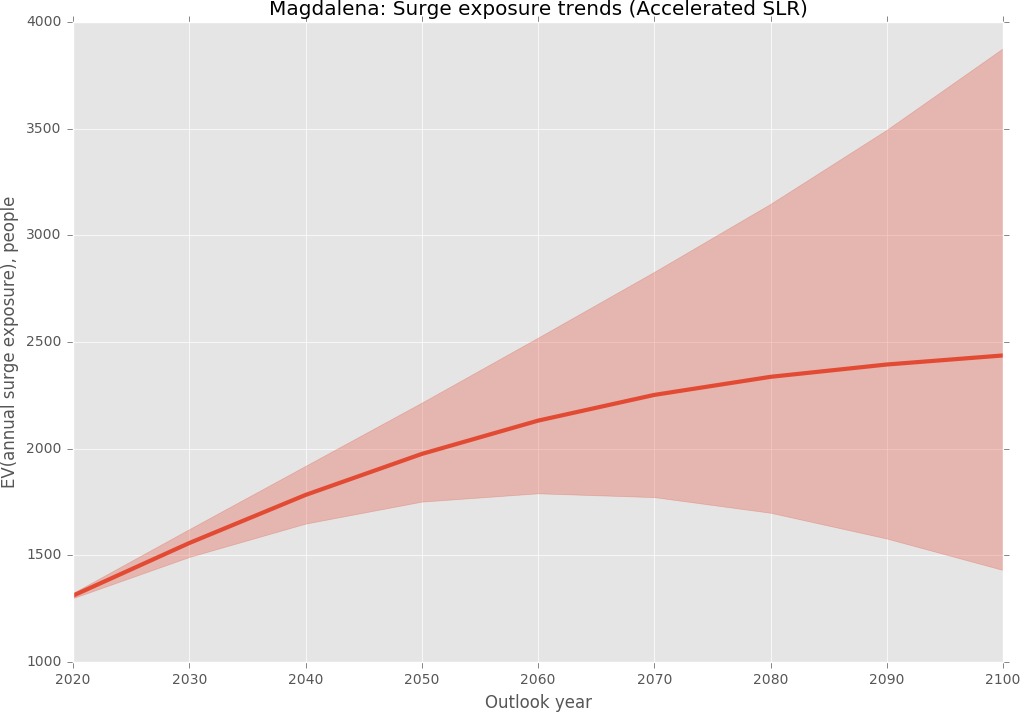 Magdalena: Surge exposure trends (Accelerated SLR)
EV(annual surge exposure), people
4000
3500
3000
2500
2000
1500
1000
2020 2030 2040 2050 2060 2070 2080 2090 2100
Outlook year